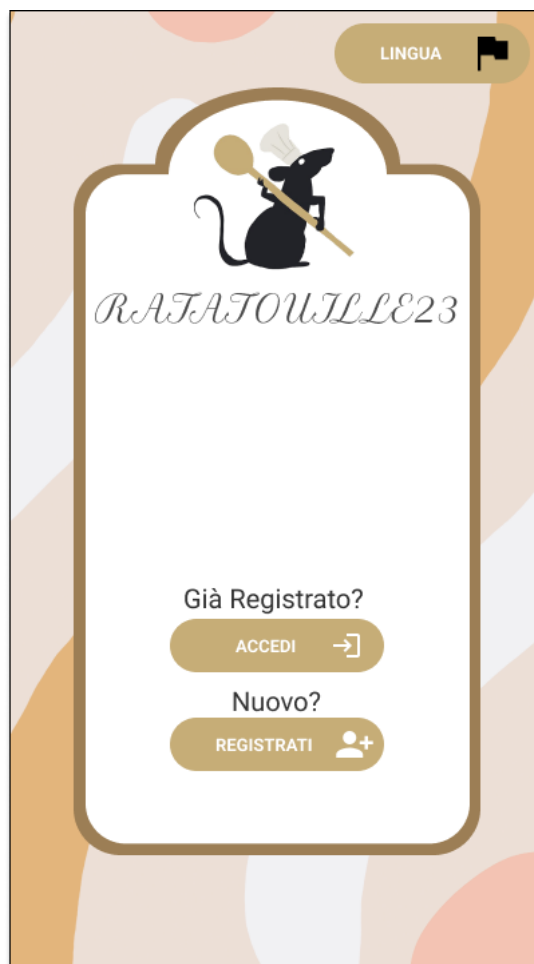 LINGUA
RATATOUILLE23
Già Registrato?
ACCEDI
Nuovo?
REGISTRATI